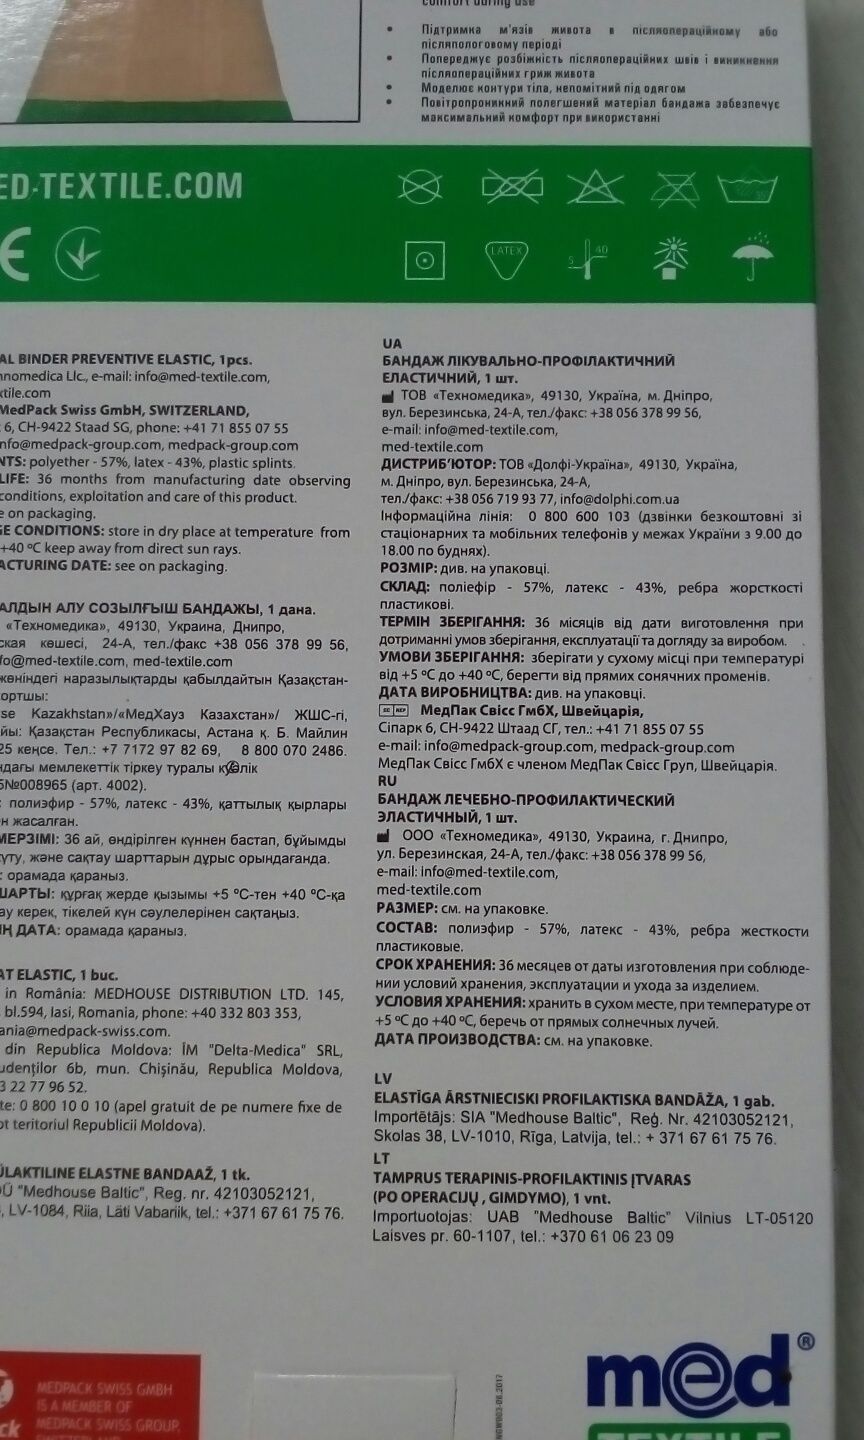 comfort during use
• Підтримка м'язів живота в післяопераційному або
післяпологовому періоді
• Попереджує розбіжність післяопераційних швів і виникнення
післяопераційних гриж живота
• Моделює контури тіла, непомітний під одягом
• Повітропроникний полегшений матеріал бандажа забезпечує
максимальний комфорт при використанні
ED-TEXTILE.COM
CE
LATEX
5 40
AL BINDER PREVENTIVE ELASTIC, 1pcs.
hnomedica Llc., e-mail: info@med-textile.com,
xtile.com
MedPack Swiss GmbH, SWITZERLAND,
6, CH-9422 Staad SG, phone: +41 71 855 07 55
nfo@medpack-group.com, medpack-group.com
NTS: polyether - 57%, latex - 43%, plastic splints.
LIFE: 36 months from manufacturing date observing
conditions, exploitation and care of this product.
e on packaging.
GE CONDITIONS: store in dry place at temperature from
+40 ºC keep away from direct sun rays.
ACTURING DATE: see on packaging.
АЛДЫН АЛУ СОЗЫЛҒЫШ БАНДАЖЫ, 1 дана.
«Техномедика», 49130, Украина, Днипро,
ская көшесі, 24-А, тел./факс +38 056 378 99 56,
fo@med-textile.com, med-textile.com
жөніндегі наразылықтарды қабылдайтын Қазақстан-
ортшы:
se Kazakhstan»/«МедХауз Казахстан»/ ЖШС-гі,
йы: Қазақстан Республикасы, Астана қ. Б. Майлин
25 кеңсе. Тел.: +7 7172 97 82 69, 8 800 070 2486.
ндағы мемлекеттік тіркеу туралы куәлік
5№008965 (арт. 4002).
: полиэфир - 57%, латекс - 43%, қаттылық қырлары
н жасалған.
МЕРЗІМІ: 36 ай, өндірілген күннен бастап, бұйымды
күту, және сақтау шарттарын дұрыс орындағанда.
: орамада қараңыз.
ШАРТЫ: құрғақ жерде қызымы +5 ºС-тен +40 ºС-қа
ау керек, тікелей күн сәулелерінен сақтаңыз.
Ң ДАТА: орамада қараңыз.
AT ELASTIC, 1 buc.
in România: MEDHOUSE DISTRIBUTION LTD. 145,
bl.594, Iasi, Romania, phone: +40 332 803 353,
ania@medpack-swiss.com.
din Republica Moldova: ÎM "Delta-Medica" SRL,
udenților 6b, mun. Chișinău, Republica Moldova,
3 22 77 96 52.
te: 0 800 10 0 10 (apel gratuit de pe numere fixe de
ot teritoriul Republicii Moldova).
ÜLAKTILINE ELASTNE BANDAAŽ, 1 tk.
OÜ "Medhouse Baltic", Reg. nr. 42103052121,
, LV-1084, Riia, Läti Vabariik, tel.: +371 67 61 75 76.
UA
БАНДАЖ ЛІКУВАЛЬНО-ПРОФІЛАКТИЧНИЙ
ЕЛАСТИЧНИЙ, 1 шт.
ТОВ «Техномедика», 49130, Україна, м. Дніпро,
вул. Березинська, 24-А, тел./факс: +38 056 378 99 56,
e-mail: info@med-textile.com,
med-textile.com
ДИСТРИБ'ЮТОР: ТОВ «Долфі-Україна», 49130, Україна,
м. Дніпро, вул. Березинська, 24-А,
тел./факс: +38 056 719 93 77, info@dolphi.com.ua
Інформаційна лінія: 0 800 600 103 (дзвінки безкоштовні зі
стаціонарних та мобільних телефонів у межах України з 9.00 до
18.00 по буднях).
РОЗМІР: див. на упаковці.
СКЛАД: поліефір - 57%, латекс - 43%, ребра жорсткості
пластикові.
ТЕРМІН ЗБЕРІГАННЯ: 36 місяців від дати виготовлення при
дотриманні умов зберігання, експлуатації та догляду за виробом.
УМОВИ ЗБЕРІГАННЯ: зберігати у сухому місці при температурі
від +5 ºС до +40 ºС, берегти від прямих сонячних променів.
ДАТА ВИРОБНИЦТВА: див. на упаковці.
EC REP МедПак Свісс ГмбХ, Швейцарія,
Сіпарк 6, CH-9422 Штаад СГ, тел.: +41 71 855 07 55
e-mail: info@medpack-group.com, medpack-group.com
МедПак Свісс ГмбХ є членом МедПак Свісс Груп, Швейцарія.
RU
БАНДАЖ ЛЕЧЕБНО-ПРОФИЛАКТИЧЕСКИЙ
ЭЛАСТИЧНЫЙ, 1 шт.
ООО «Техномедика», 49130, Украина, г. Днипро,
ул. Березинская, 24-А, тел./факс: +38 056 378 99 56,
e-mail: info@med-textile.com,
med-textile.com
РАЗМЕР: см. на упаковке.
СОСТАВ: полиэфир - 57%, латекс - 43%, ребра жесткости
пластиковые.
СРОК ХРАНЕНИЯ: 36 месяцев от даты изготовления при соблюде-
нии условий хранения, эксплуатации и ухода за изделием.
УСЛОВИЯ ХРАНЕНИЯ: хранить в сухом месте, при температуре от
+5 ºС до +40 ºС, беречь от прямых солнечных лучей.
ДАТА ПРОИЗВОДСТВА: см. на упаковке.
LV
ELASTĪGA ĀRSTNIECISKI PROFILAKTISKA BANDĀŽA, 1 gab.
Importētājs: SIA "Medhouse Baltic", Reģ. Nr. 42103052121,
Skolas 38, LV-1010, Rīga, Latvija, tel.: + 371 67 61 75 76.
LT
TAMPRUS TERAPINIS-PROFILAKTINIS ĮTVARAS
(PO OPERACIJŲ , GIMDYMO), 1 vnt.
Importuotojas: UAB "Medhouse Baltic" Vilnius LT-05120
Laisves pr. 60-1107, tel.: +370 61 06 23 09
ck
MEDPACK SWISS GMBH
IS A MEMBER OF
MEDPACK SWISS GROUP,
SWITZERLAND
med®
TEXTILE